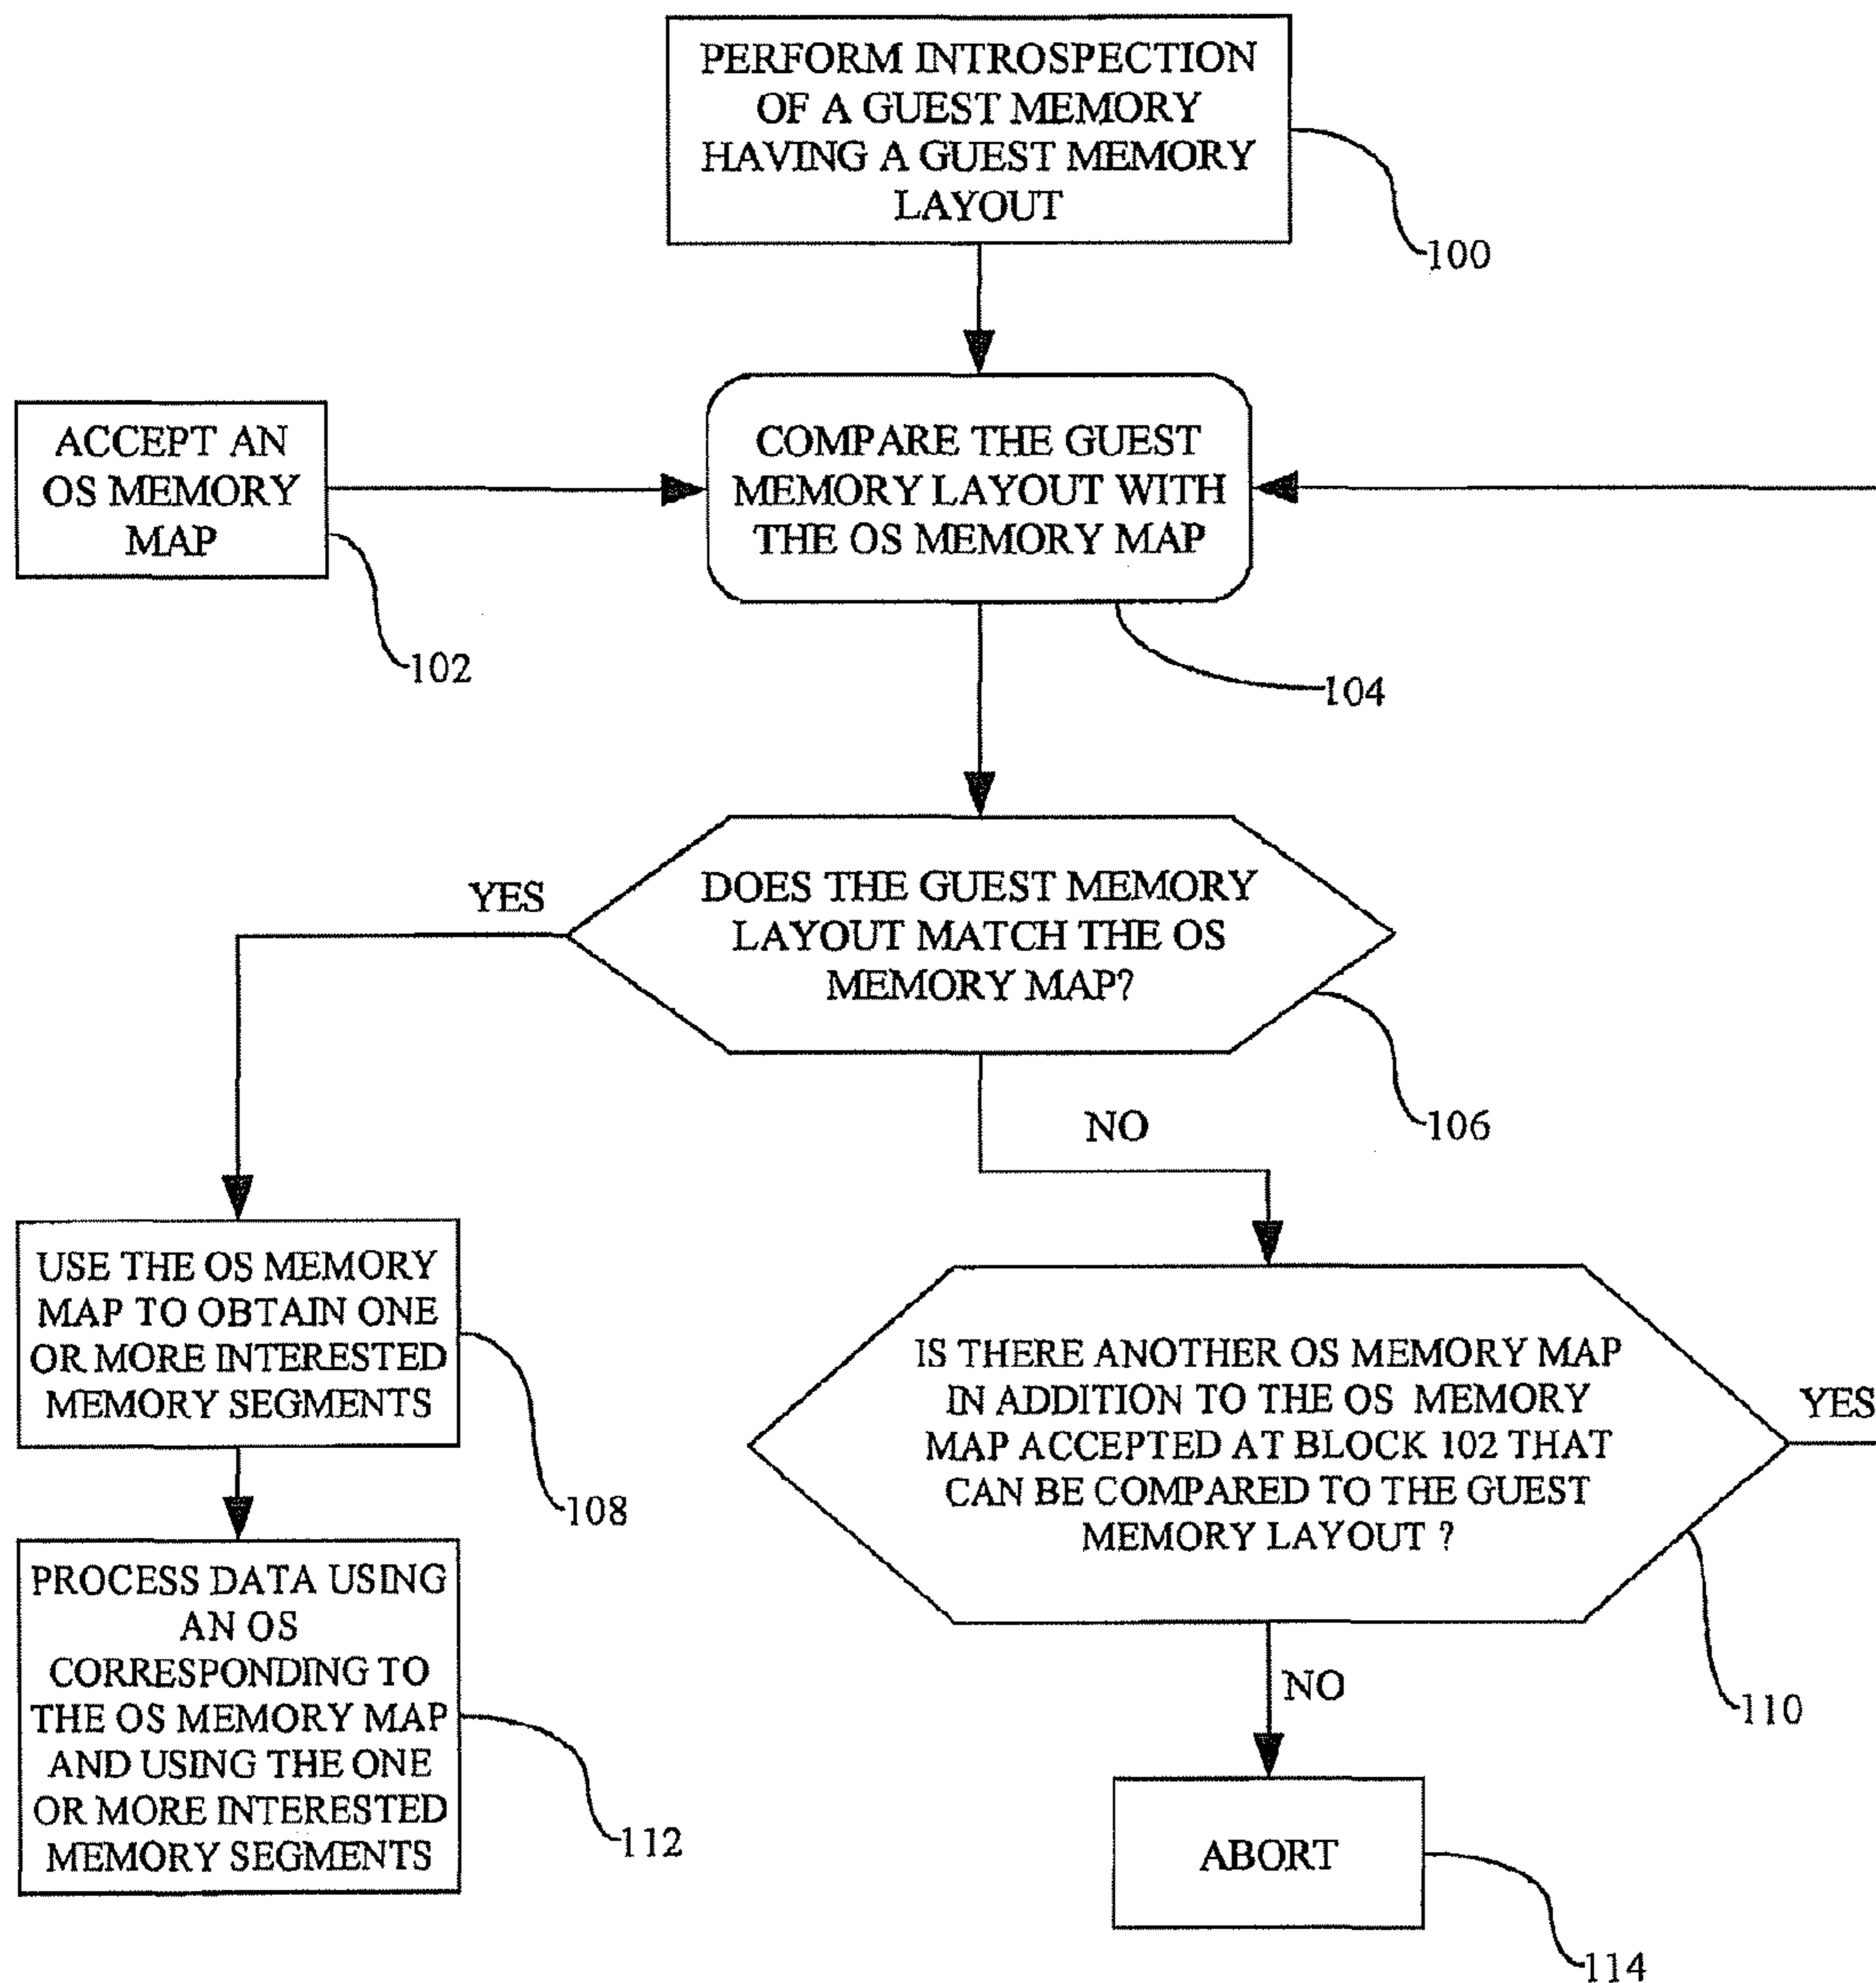 PERFORM INTROSPECTION
OF A GUEST MEMORY
HAVING A GUEST MEMORY
LAYOUT
100
ACCEPT AN
OS MEMORY
MAP
102
COMPARE THE GUEST
MEMORY LAYOUT WITH
THE OS MEMORY MAP
104
YES
DOES THE GUEST MEMORY
LAYOUT MATCH THE OS
MEMORY MAP?
106
NO
USE THE OS MEMORY
MAP TO OBTAIN ONE
OR MORE INTERESTED
MEMORY SEGMENTS
108
IS THERE ANOTHER OS MEMORY MAP
IN ADDITION TO THE OS MEMORY
MAP ACCEPTED AT BLOCK 102 THAT
CAN BE COMPARED TO THE GUEST
MEMORY LAYOUT ?
YES
110
NO
PROCESS DATA USING
AN OS
CORRESPONDING TO
THE OS MEMORY MAP
AND USING THE ONE
OR MORE INTERESTED
MEMORY SEGMENTS
112
ABORT
114